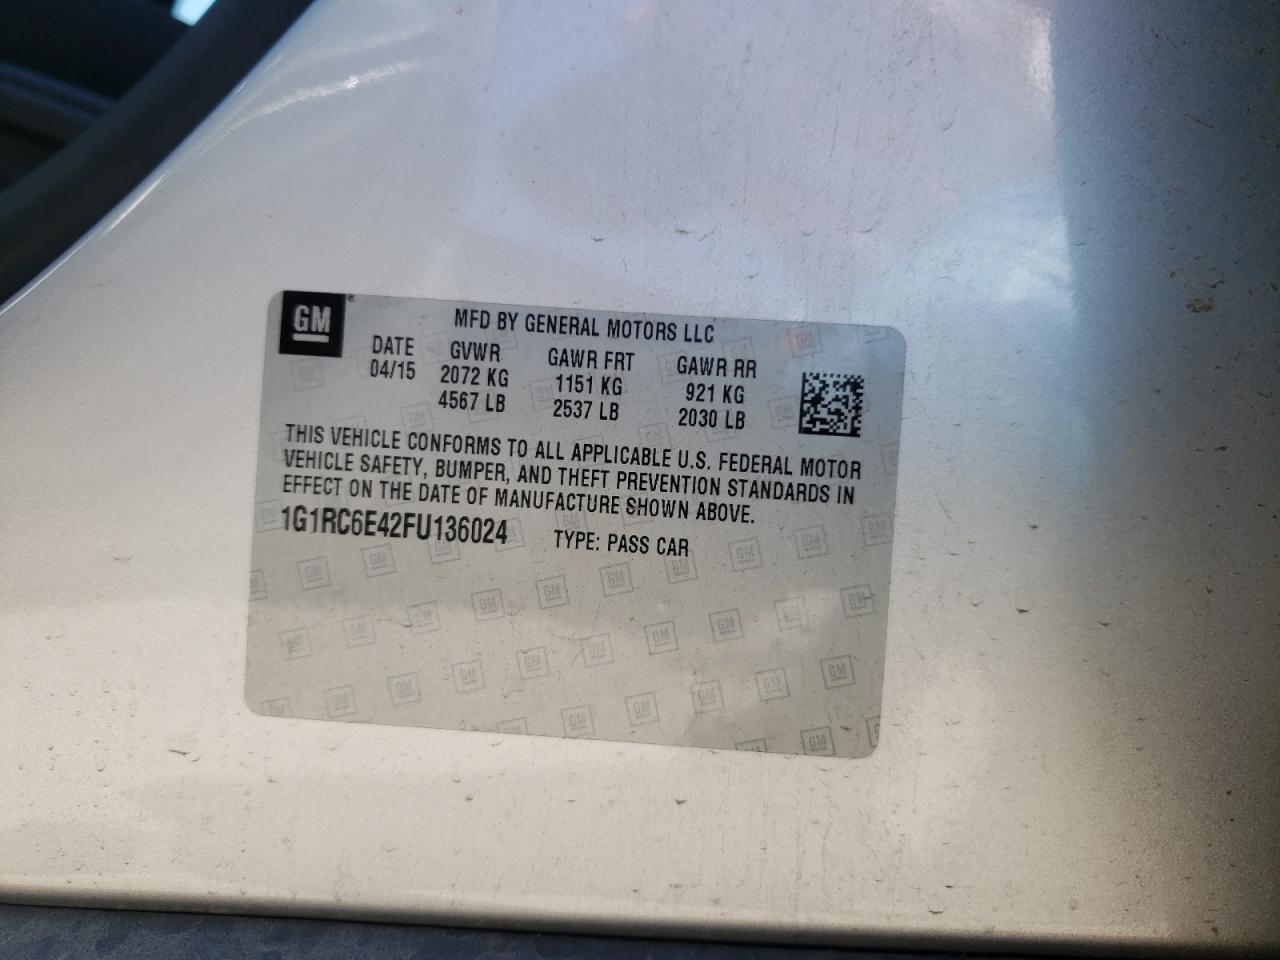 GM
MFD BY GENERAL MOTORS LLC
DATE GVWR GAWR FRT GAWR RR
04/15 2072 KG 1151 KG 921 KG
4567 LB 2537 LB 2030 LB
THIS VEHICLE CONFORMS TO ALL APPLICABLE U.S. FEDERAL MOTOR
VEHICLE SAFETY, BUMPER, AND THEFT PREVENTION STANDARDS IN
EFFECT ON THE DATE OF MANUFACTURE SHOWN ABOVE.
1G1RC6E42FU136024 TYPE: PASS CAR